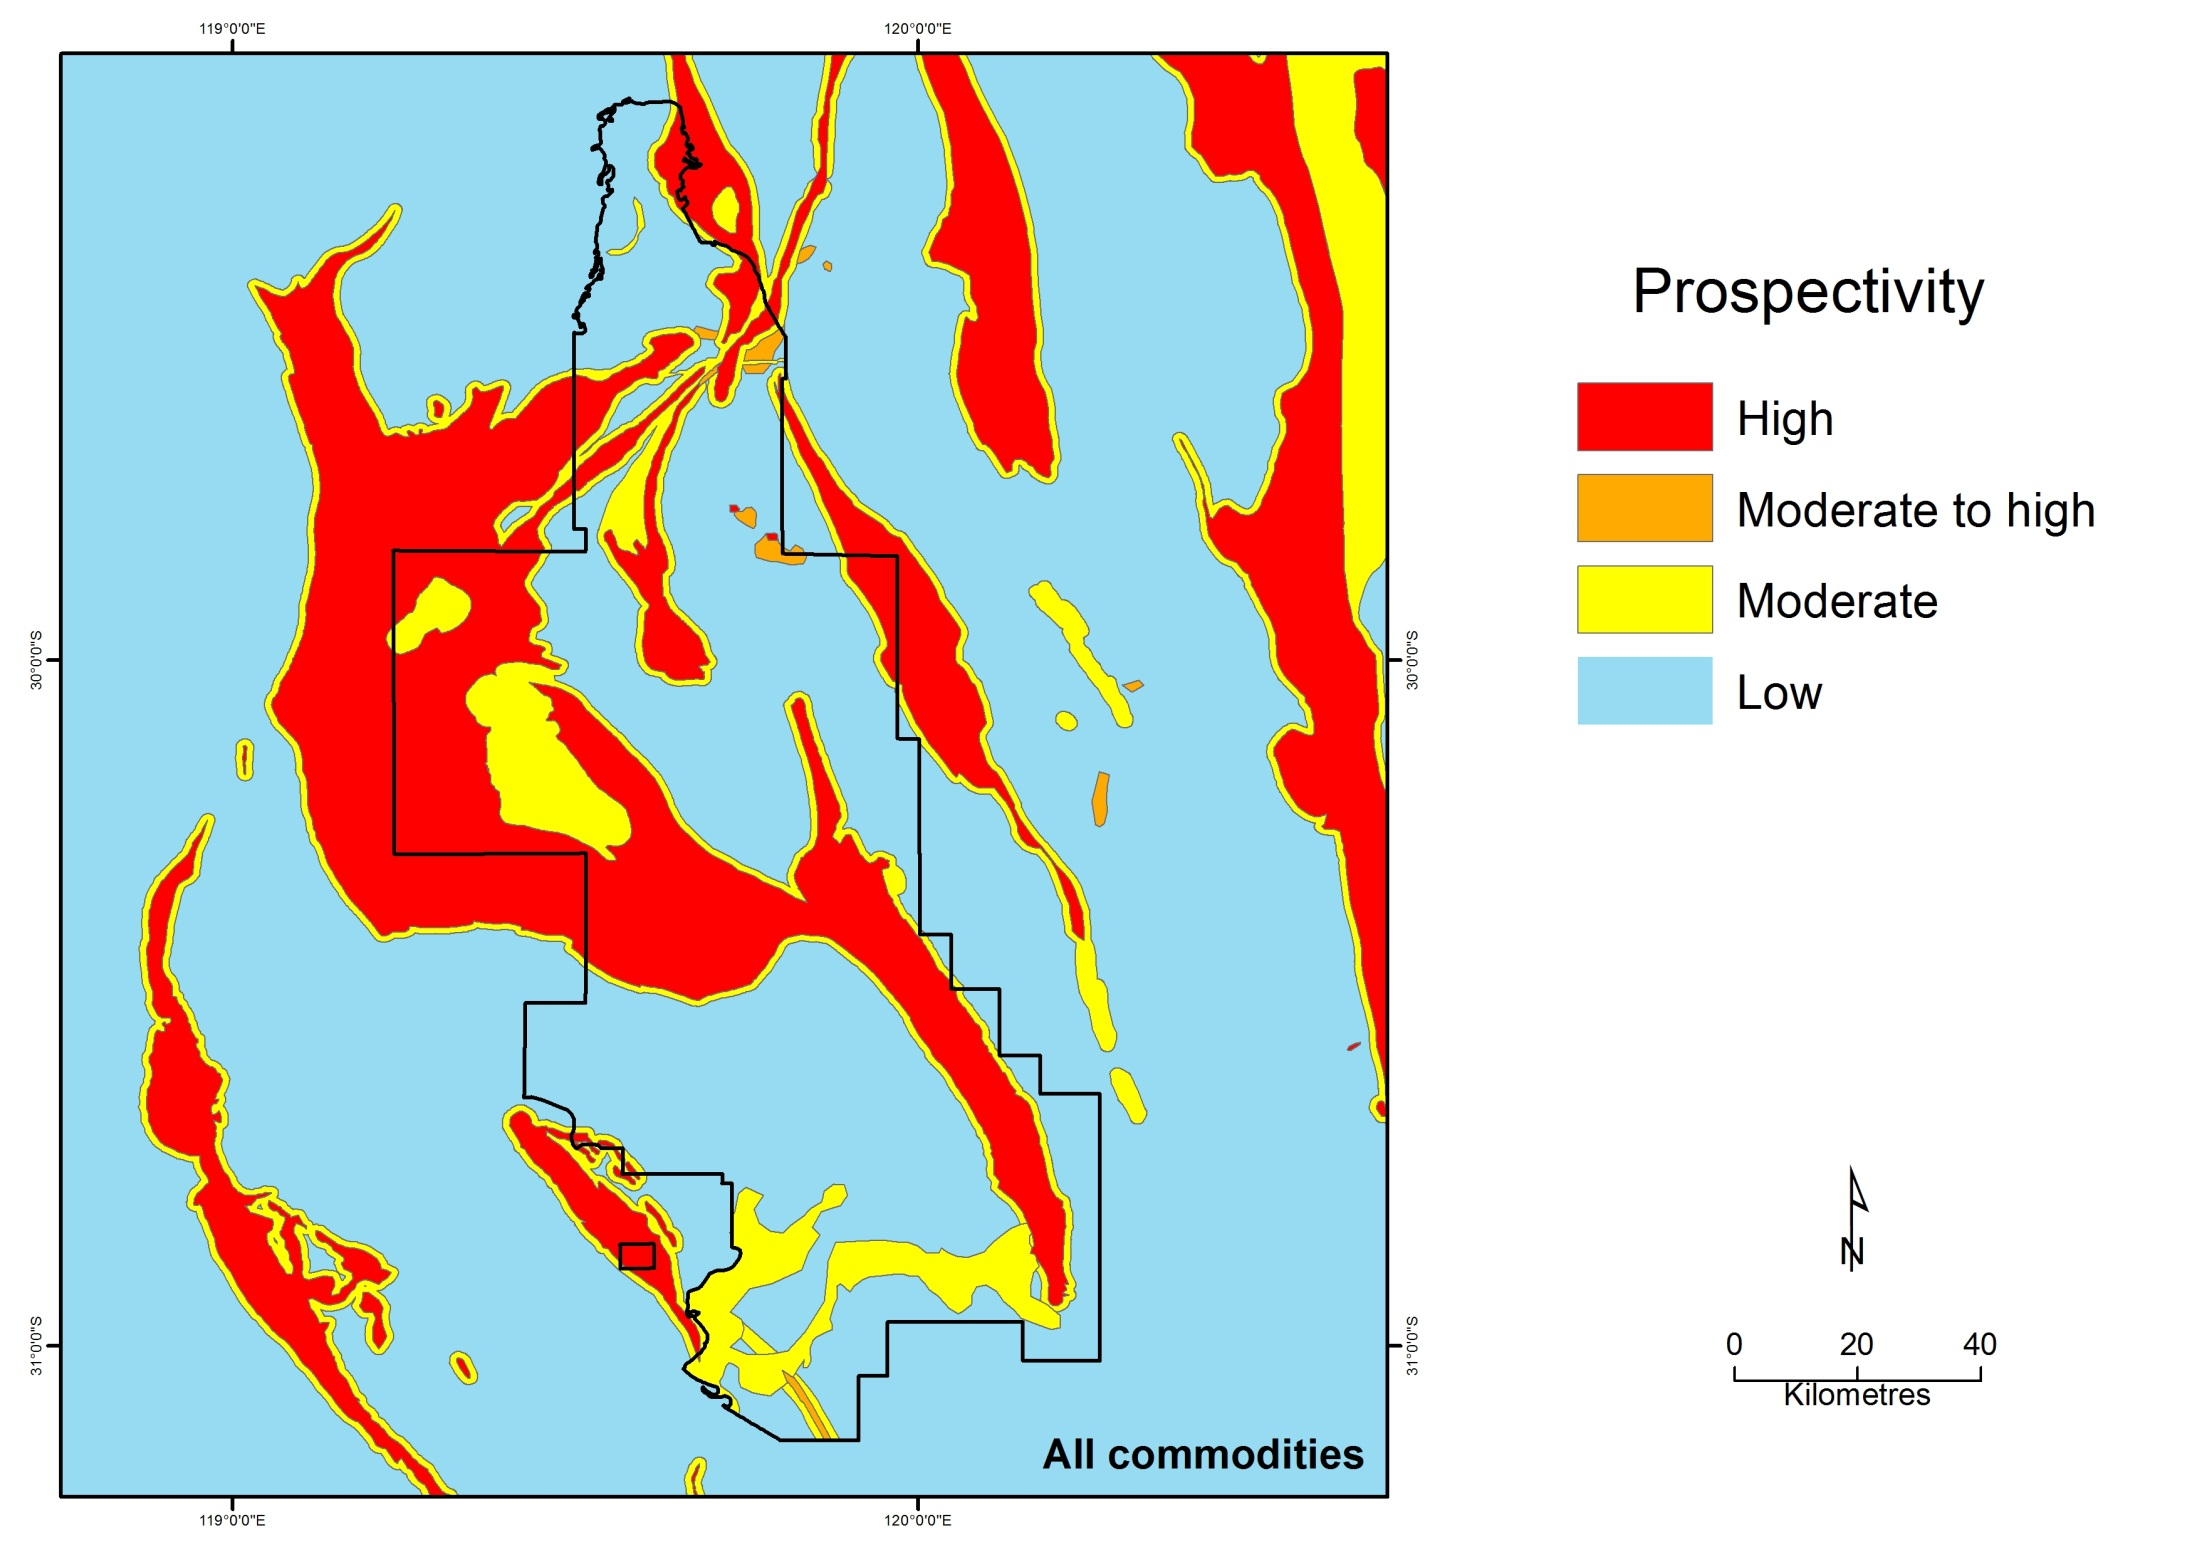 119°0'0"E
120°0'0"E
30°0'0"S
30°0'0"S
31°0'0"S
31°0'0"S
119°0'0"E
120°0'0"E
All commodities
Prospectivity
High
Moderate to high
Moderate
Low
N
0 20 40
Kilometres